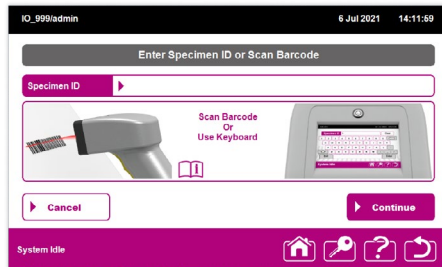 IO_999/admin 6 Jul 2021 14:11:59
Enter Specimen ID or Scan Barcode
Specimen ID
Scan Barcode
Or
Use Keyboard
Cancel
Continue
System Idle